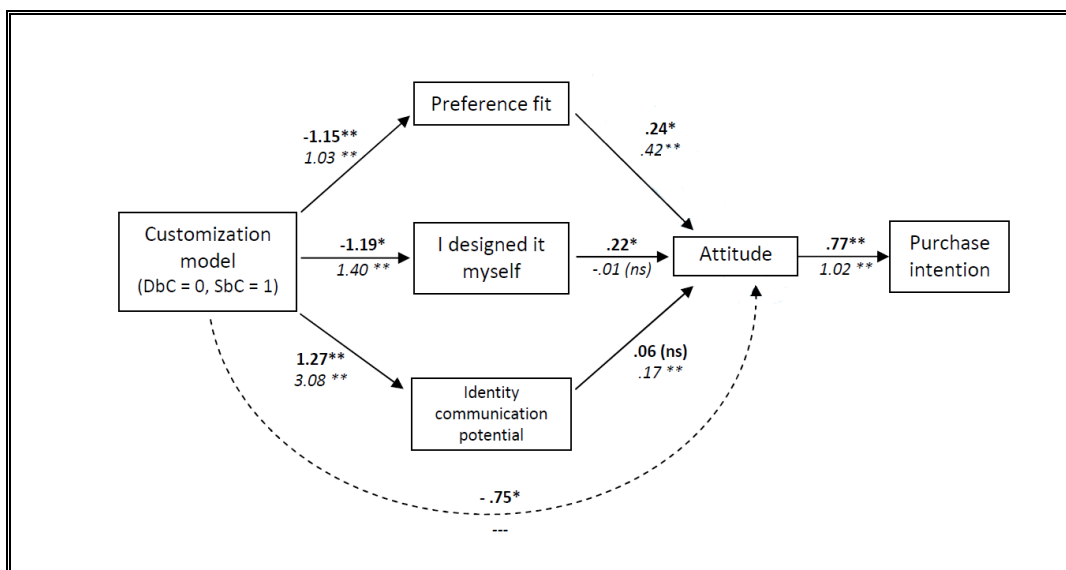 Preference fit
-1.15**
1.03 **
.24*
.42**
Customization
model
(DbC = 0, SbC = 1)
-1.19*
1.40 **
I designed it
myself
.22*
-.01 (ns)
Attitude
.77**
1.02 **
Purchase
intention
1.27**
3.08 **
Identity
communication
potential
.06 (ns)
.17 **
- .75*
---